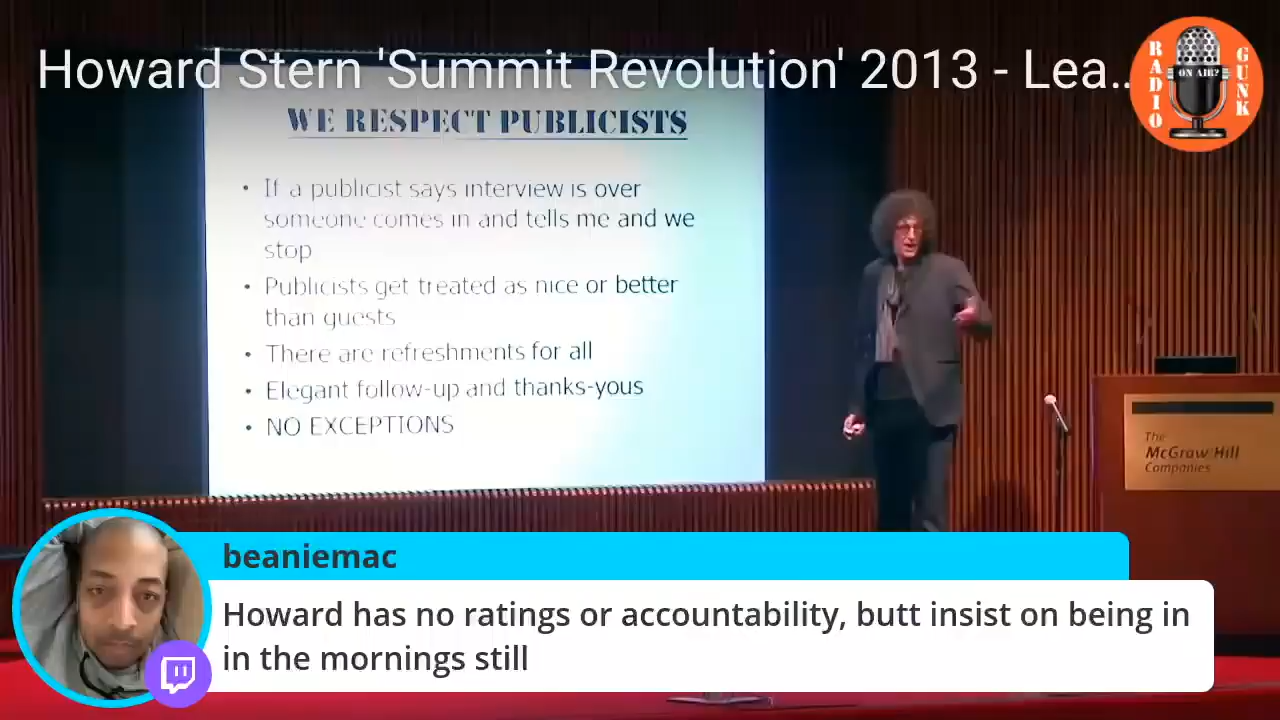 Howard Stern 'Summit Revolution' 2013 - Lea..
RADIO
ON AIR?
GUNK
WE RESPECT PUBLICISTS
• If a publicist says interview is over
someone comes in and tells me and we
stop
• Publicists get treated as nice or better
than guests
• There are refreshments for all
• Elegant follow-up and thanks-yous
• NO EXCEPTIONS
The
McGraw Hill
Companies
beaniemac
Howard has no ratings or accountability, butt insist on being in
in the mornings still